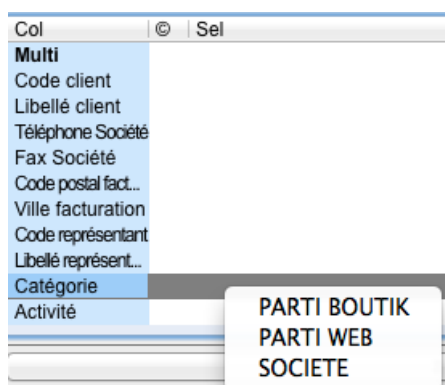 Col © Sel
Multi
Code client
Libellé client
Téléphone Société
Fax Société
Code postal fact...
Ville facturation
Code représentant
Libellé représent...
Catégorie
Activité
PARTI BOUTIK
PARTI WEB
SOCIETE